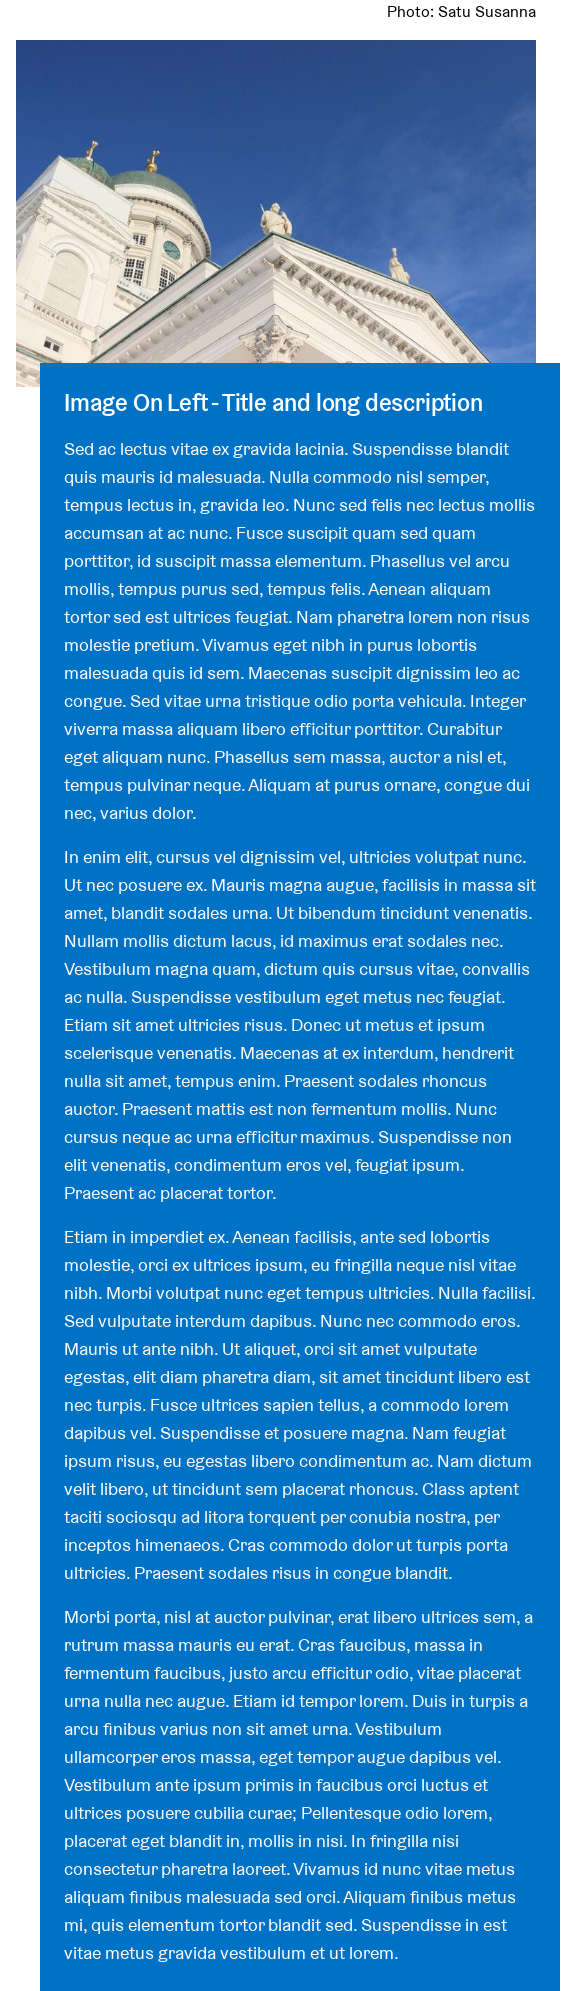 Photo: Satu Susanna
Image On Left - Title and long description
Sed ac lectus vitae ex gravida lacinia. Suspendisse blandit
quis mauris id malesuada. Nulla commodo nisl semper,
tempus lectus in, gravida leo. Nunc sed felis nec lectus mollis
accumsan at ac nunc. Fusce suscipit quam sed quam
porttitor, id suscipit massa elementum. Phasellus vel arcu
mollis, tempus purus sed, tempus felis. Aenean aliquam
tortor sed est ultrices feugiat. Nam pharetra lorem non risus
molestie pretium. Vivamus eget nibh in purus lobortis
malesuada quis id sem. Maecenas suscipit dignissim leo ac
congue. Sed vitae urna tristique odio porta vehicula. Integer
viverra massa aliquam libero efficitur porttitor. Curabitur
eget aliquam nunc. Phasellus sem massa, auctor a nisl et,
tempus pulvinar neque. Aliquam at purus ornare, congue dui
nec, varius dolor.
In enim elit, cursus vel dignissim vel, ultricies volutpat nunc.
Ut nec posuere ex. Mauris magna augue, facilisis in massa sit
amet, blandit sodales urna. Ut bibendum tincidunt venenatis.
Nullam mollis dictum lacus, id maximus erat sodales nec.
Vestibulum magna quam, dictum quis cursus vitae, convallis
ac nulla. Suspendisse vestibulum eget metus nec feugiat.
Etiam sit amet ultricies risus. Donec ut metus et ipsum
scelerisque venenatis. Maecenas at ex interdum, hendrerit
nulla sit amet, tempus enim. Praesent sodales rhoncus
auctor. Praesent mattis est non fermentum mollis. Nunc
cursus neque ac urna efficitur maximus. Suspendisse non
elit venenatis, condimentum eros vel, feugiat ipsum.
Praesent ac placerat tortor.
Etiam in imperdiet ex. Aenean facilisis, ante sed lobortis
molestie, orci ex ultrices ipsum, eu fringilla neque nisl vitae
nibh. Morbi volutpat nunc eget tempus ultricies. Nulla facilisi.
Sed vulputate interdum dapibus. Nunc nec commodo eros.
Mauris ut ante nibh. Ut aliquet, orci sit amet vulputate
egestas, elit diam pharetra diam, sit amet tincidunt libero est
nec turpis. Fusce ultrices sapien tellus, a commodo lorem
dapibus vel. Suspendisse et posuere magna. Nam feugiat
ipsum risus, eu egestas libero condimentum ac. Nam dictum
velit libero, ut tincidunt sem placerat rhoncus. Class aptent
taciti sociosqu ad litora torquent per conubia nostra, per
inceptos himenaeos. Cras commodo dolor ut turpis porta
ultricies. Praesent sodales risus in congue blandit.
Morbi porta, nisl at auctor pulvinar, erat libero ultrices sem, a
rutrum massa mauris eu erat. Cras faucibus, massa in
fermentum faucibus, justo arcu efficitur odio, vitae placerat
urna nulla nec augue. Etiam id tempor lorem. Duis in turpis a
arcu finibus varius non sit amet urna. Vestibulum
ullamcorper eros massa, eget tempor augue dapibus vel.
Vestibulum ante ipsum primis in faucibus orci luctus et
ultrices posuere cubilia curae; Pellentesque odio lorem,
placerat eget blandit in, mollis in nisi. In fringilla nisi
consectetur pharetra laoreet. Vivamus id nunc vitae metus
aliquam finibus malesuada sed orci. Aliquam finibus metus
mi, quis elementum tortor blandit sed. Suspendisse in est
vitae metus gravida vestibulum et ut lorem.